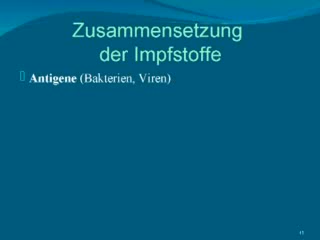 Zusammensetzung
der Impfstoffe
Antigene (Bakterien, Viren)